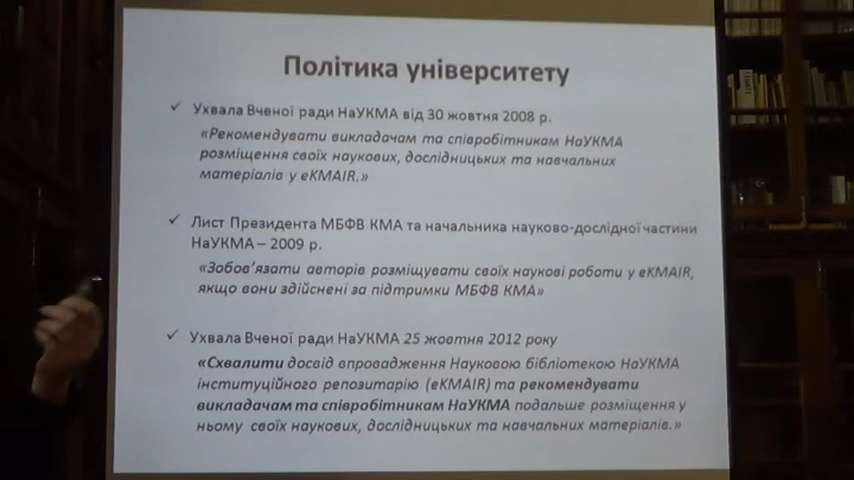 Політика університету
✓ Ухвала Вченої ради НаУКМА від 30 жовтня 2008 р.
«Рекомендувати викладачам та співробітникам НаУКМА
розміщення своїх наукових, дослідницьких та навчальних
матеріалів у eKMAIR.»
✓ Лист Президента МБФВ КМА та начальника науково-дослідної частини
НаУКМА – 2009 р.
«Зобов'язати авторів розміщувати своїх наукові роботи у eKMAIR,
якщо вони здійснені за підтримки МБФВ КМА»
✓ Ухвала Вченої ради НаУКМА 25 жовтня 2012 року
«Схвалити досвід впровадження Науковою бібліотекою НаУКМА
інституційного репозитарію (eKMAIR) та рекомендувати
викладачам та співробітникам НаУКМА подальше розміщення у
ньому своїх наукових, дослідницьких та навчальних матеріалів.»